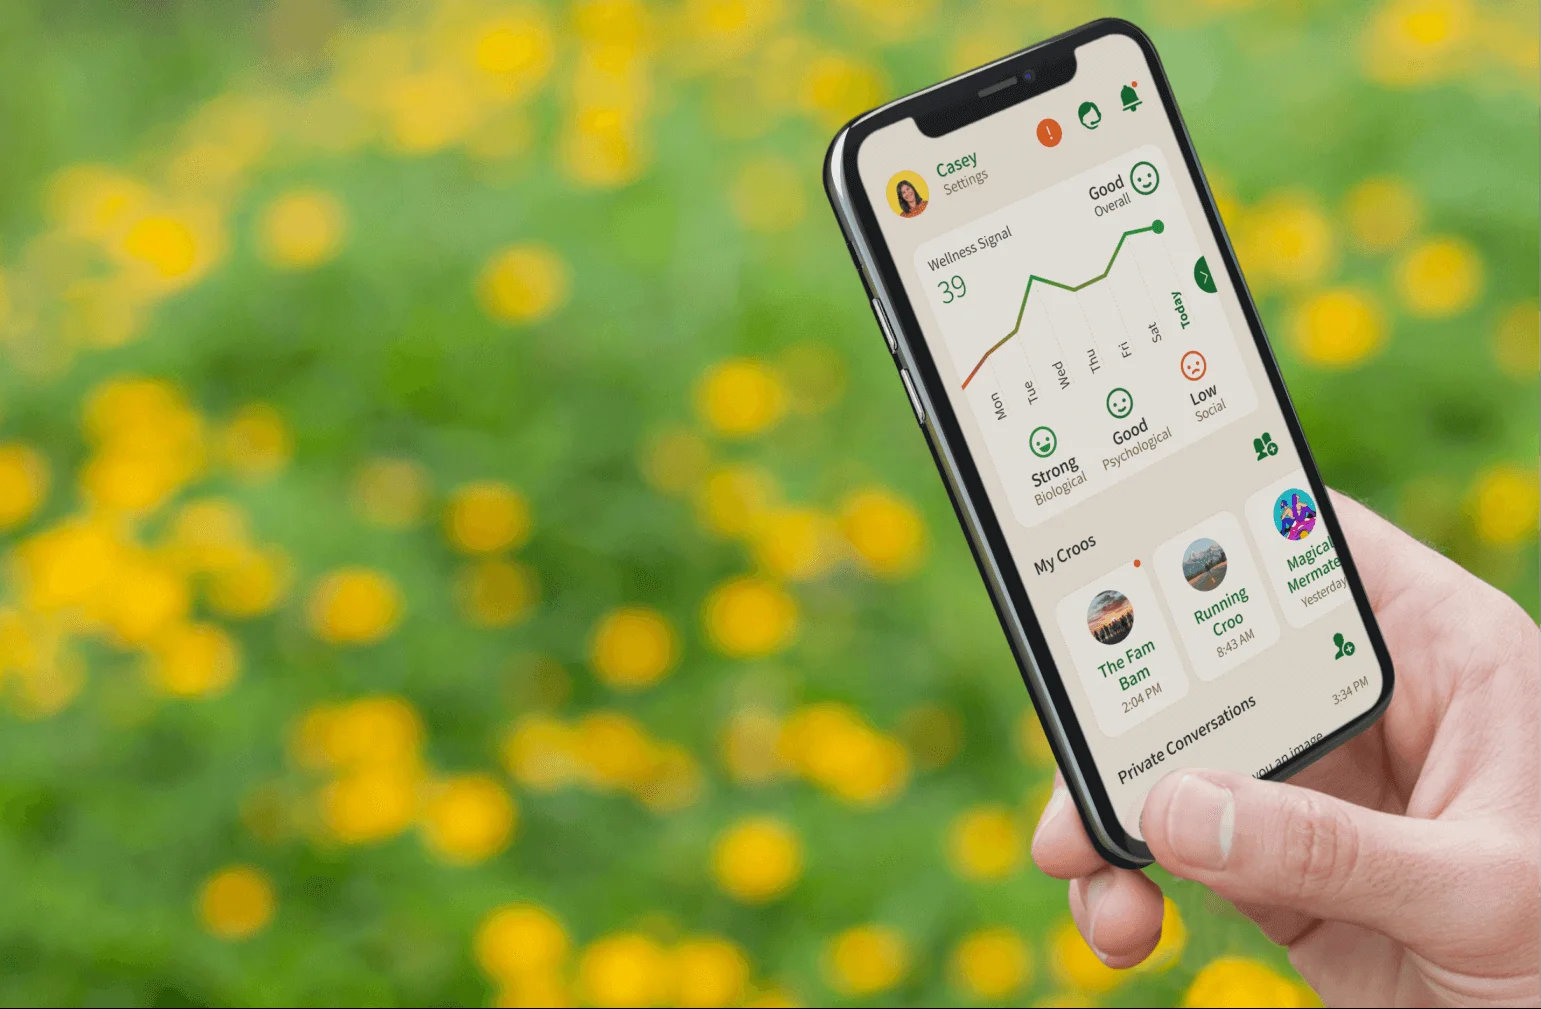 Casey
Settings
!
Good
Overall
Wellness Signal
39
Mon
Tue
Wed
Thu
Fri
Sat
Today
Strong
Biological
Good
Psychological
Low
Social
My Croos
The Fam
Bam
2:04 PM
Running
Croo
8:43 AM
Magical
Mermate
Yesterday
Private Conversations
3:34 PM
you an image